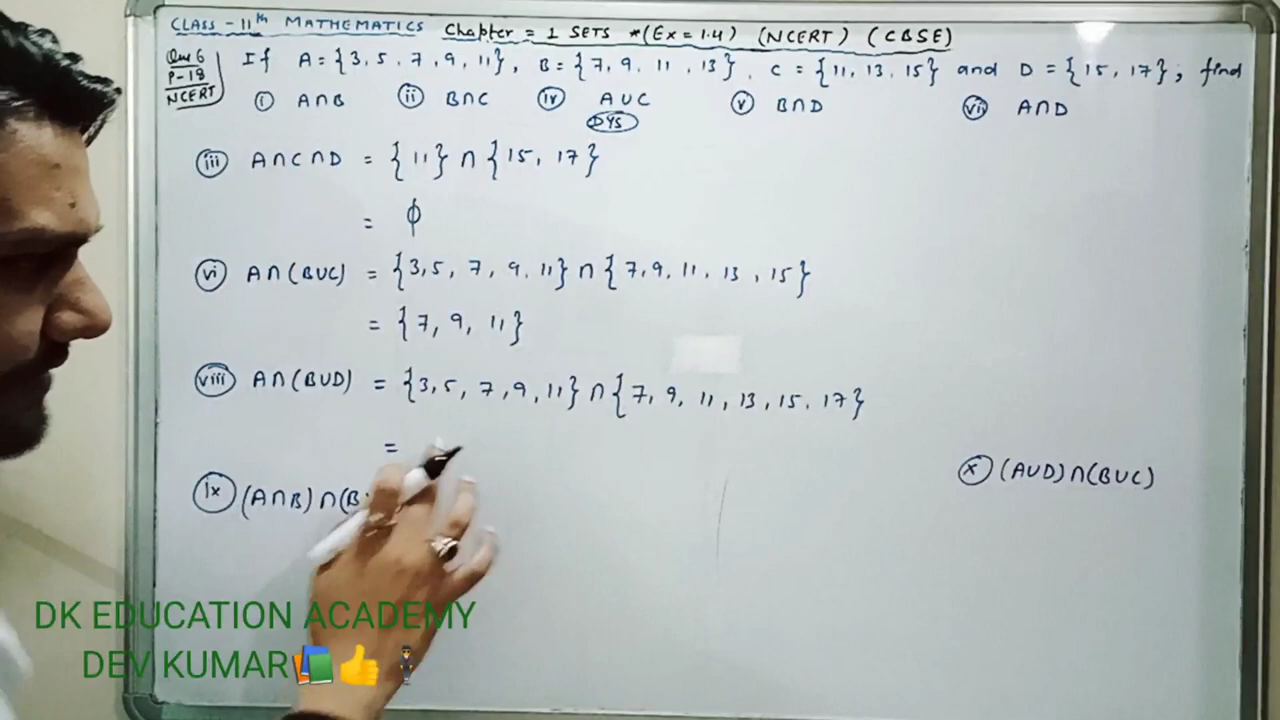 CLASS - 11th MATHEMATICS Chapter = 1 SETS *(Ex = 1.4) (NCERT) (CBSE)
Que 6 If A = {3, 5, 7, 9, 11}, B = {7, 9, 11, 13}, C = {11, 13, 15} and D = {15, 17}; find
P-18
NCERT
(i) A∩B (ii) B∩C (iv) A∪C (v) B∩D (vii) A∩D
DYS
(iii) A∩C∩D = {11} ∩ {15, 17}
= ϕ
(vi) A∩(B∪C) = {3,5, 7, 9, 11} ∩ {7,9, 11, 13, 15}
= {7, 9, 11}
(viii) A∩(B∪D) = {3,5, 7,9,11} ∩ {7, 9, 11, 13, 15, 17}
=
(x) (A∪D)∩(B∪C)
(ix) (A∩B)∩(B
DK EDUCATION ACADEMY
DEV KUMAR📚👍🕴